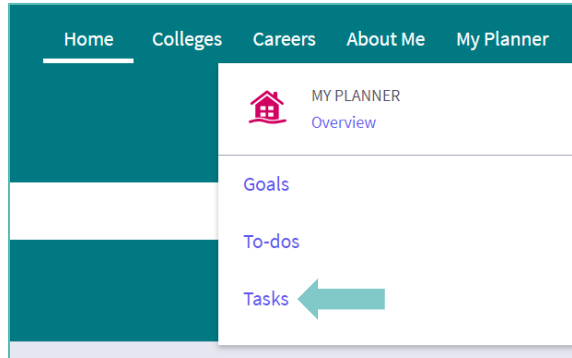 Home Colleges Careers About Me My Planner
MY PLANNER
Overview
Goals
To-dos
Tasks